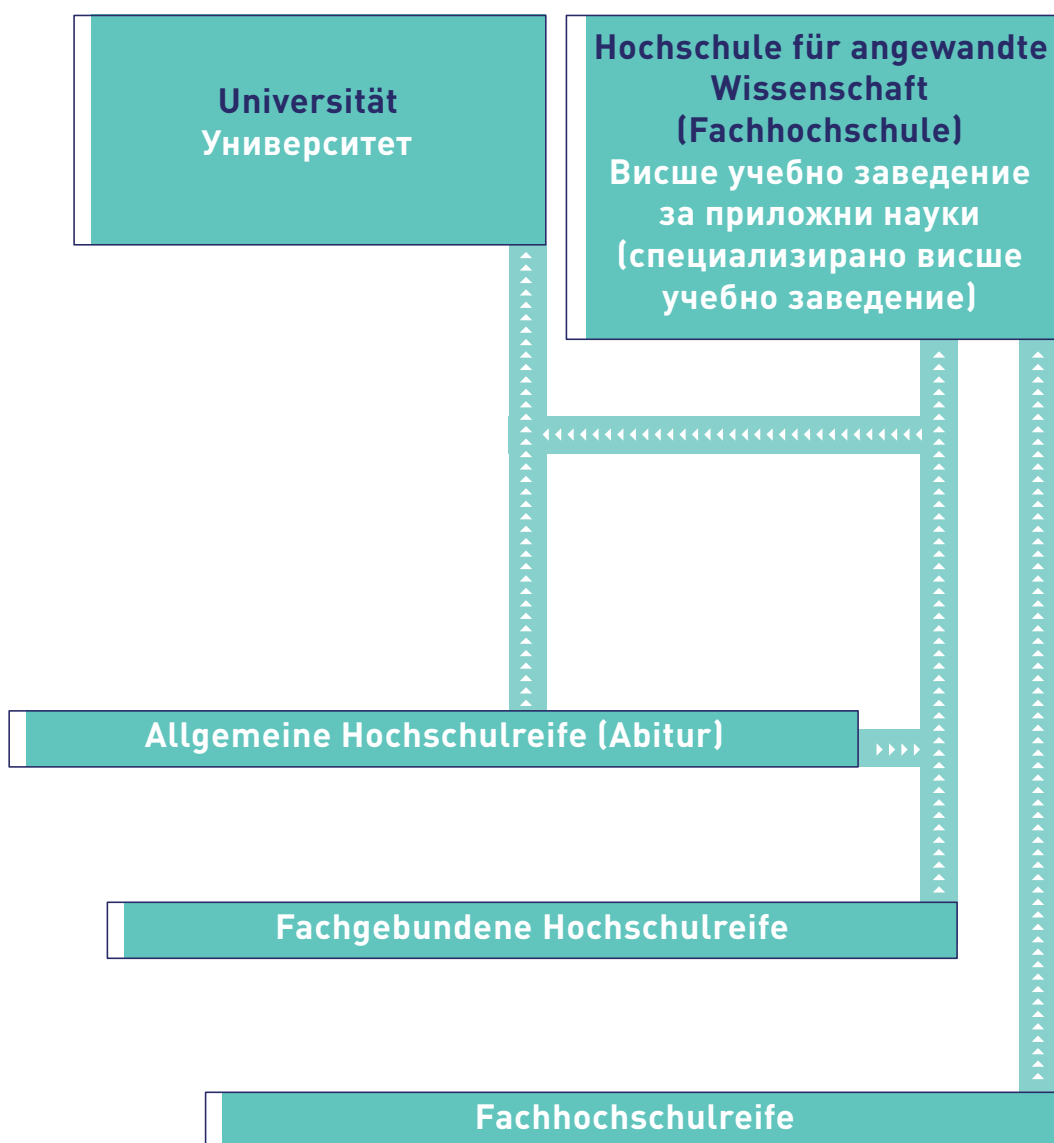 Universität
Университет
Hochschule für angewandte
Wissenschaft
(Fachhochschule)
Висше учебно заведение
за приложни науки
(специализирано висше
учебно заведение)
Allgemeine Hochschulreife (Abitur)
Fachgebundene Hochschulreife
Fachhochschulreife